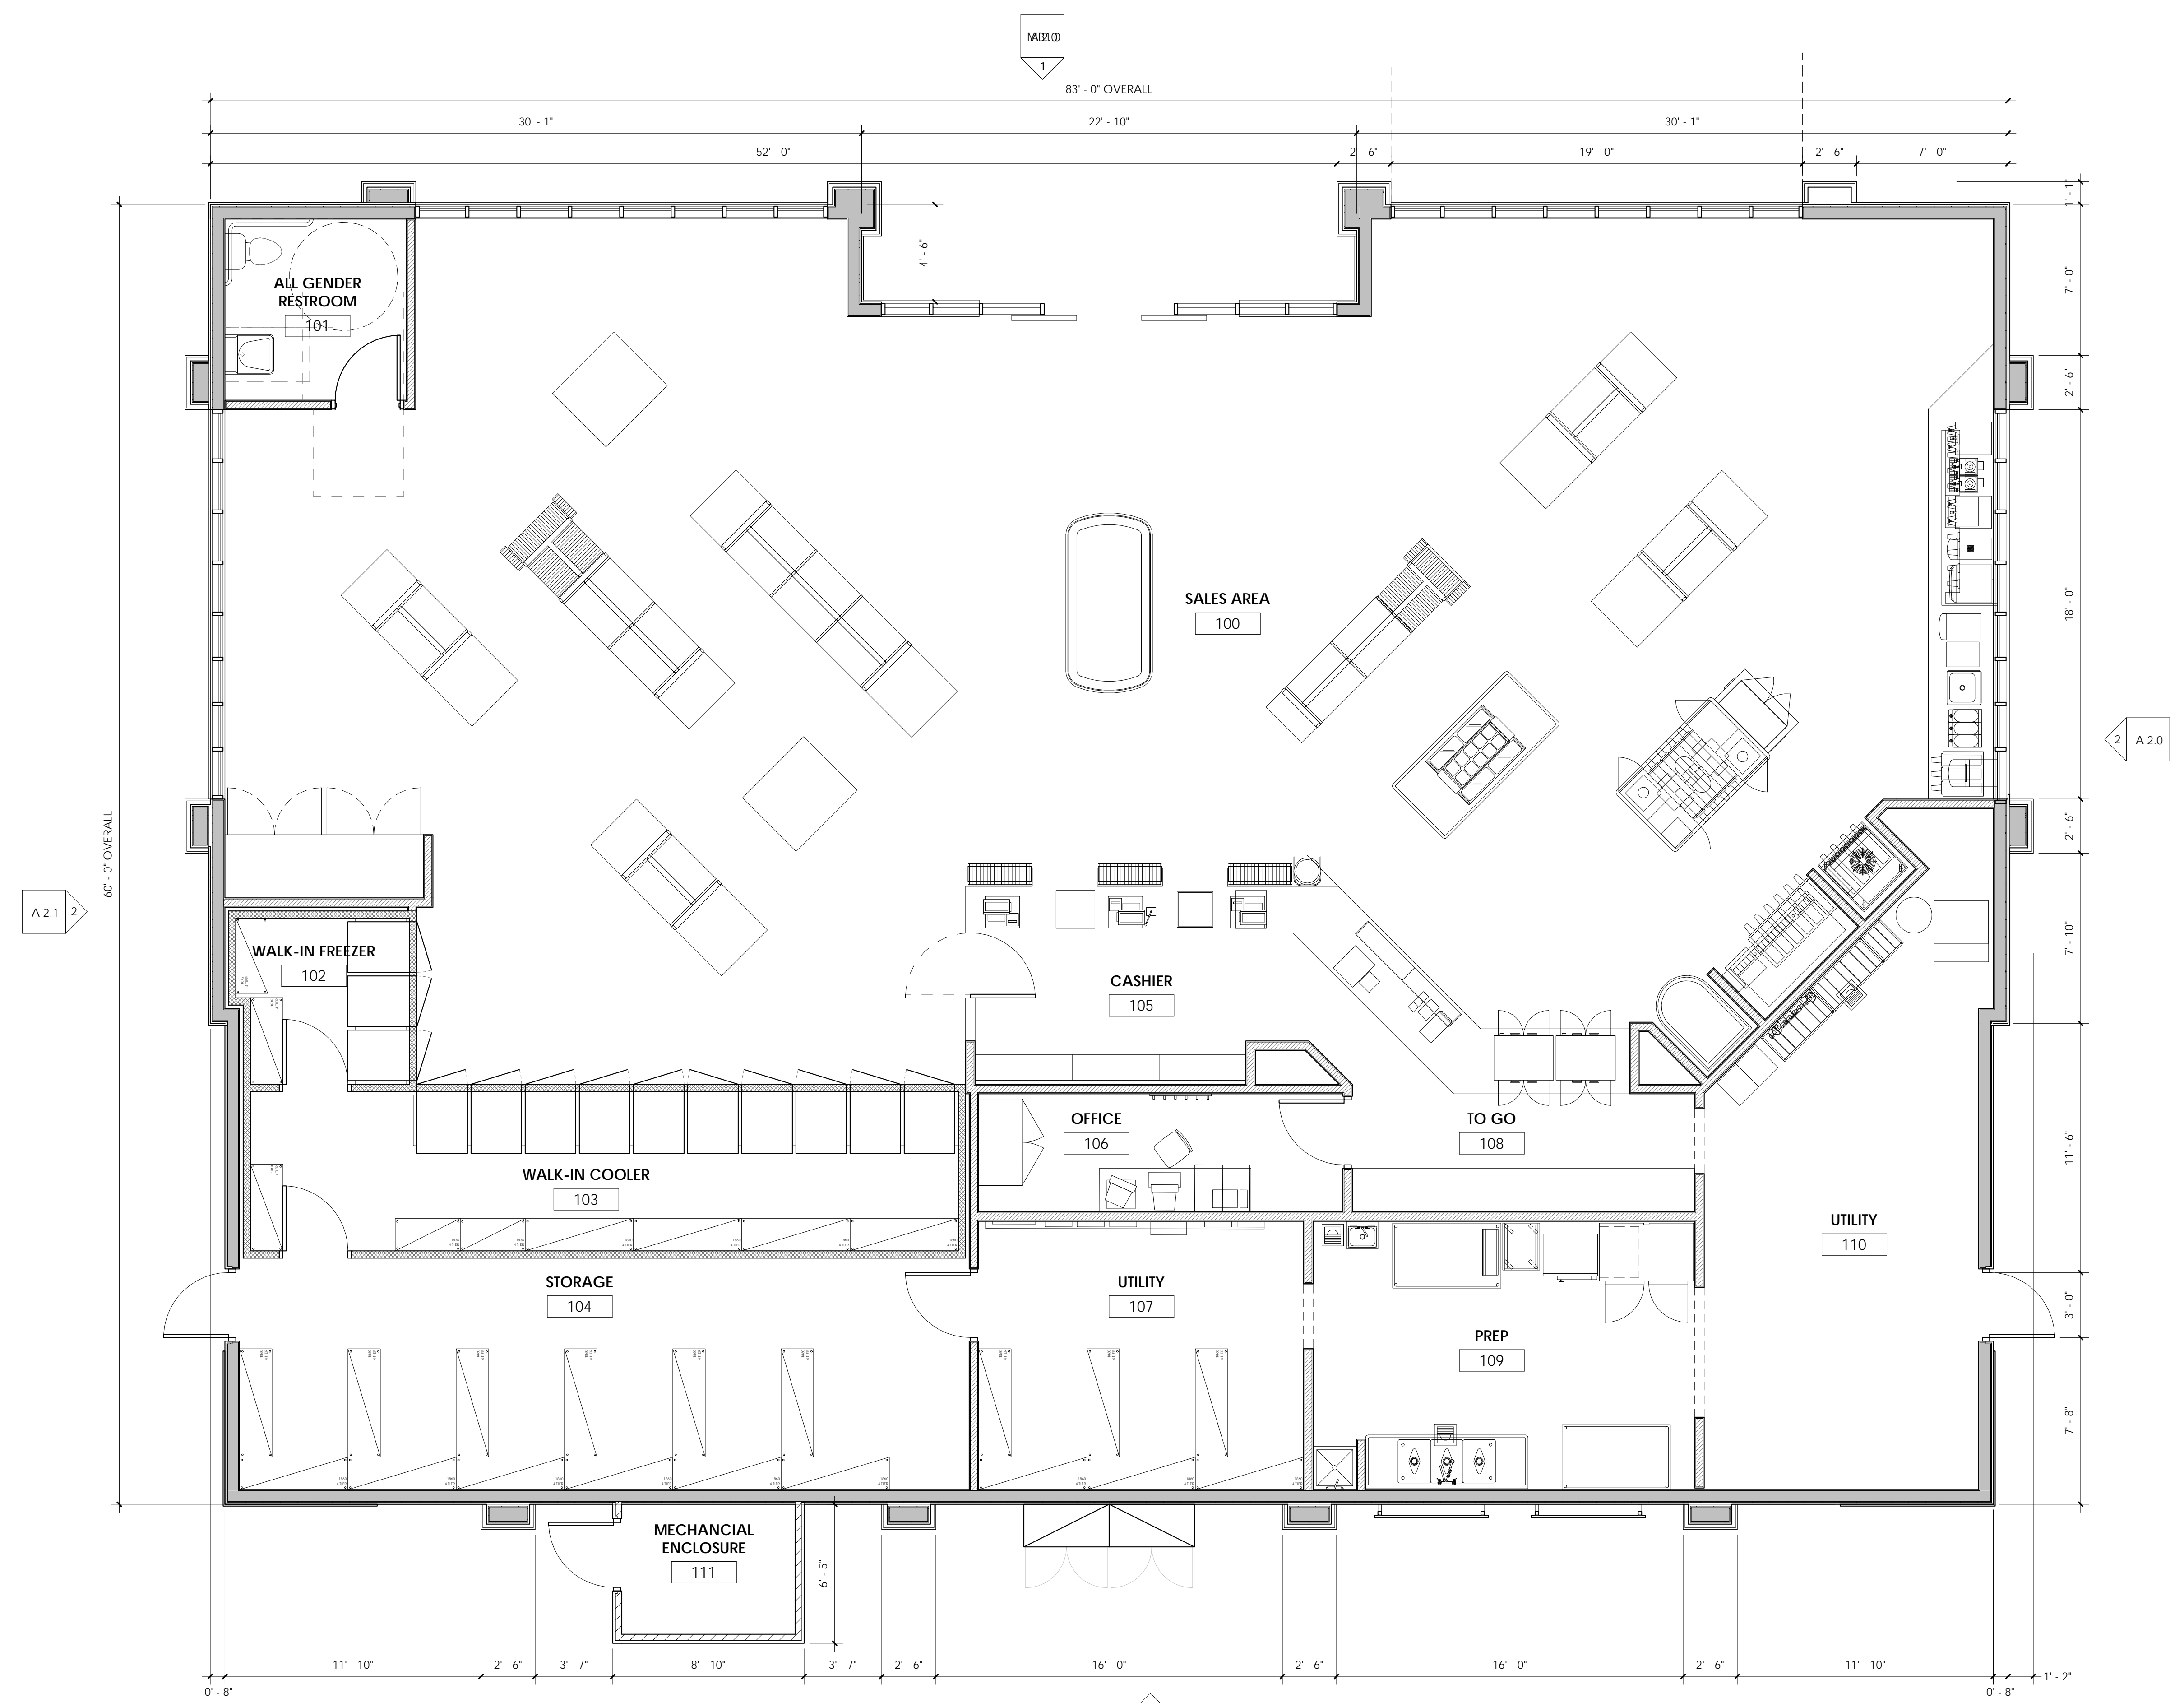 1
83' - 0" OVERALL
30' - 1"
22' - 10"
30' - 1"
52' - 0"
2' - 6"
19' - 0"
2' - 6"
7' - 0"
1' - 1"
4' - 6"
7' - 0"
ALL GENDER
RESTROOM
101
2' - 6"
SALES AREA
100
18' - 0"
2
A 2.0
60' - 0" OVERALL
2' - 6"
A 2.1
2
WALK-IN FREEZER
102
7' - 10"
CASHIER
105
OFFICE
106
TO GO
108
11' - 6"
WALK-IN COOLER
103
UTILITY
110
STORAGE
104
UTILITY
107
3' - 0"
PREP
109
7' - 8"
MECHANCIAL
ENCLOSURE
111
6' - 5"
11' - 10"
2' - 6"
3' - 7"
8' - 10"
3' - 7"
2' - 6"
16' - 0"
2' - 6"
16' - 0"
2' - 6"
11' - 10"
1' - 2"
0' - 8"
0' - 8"